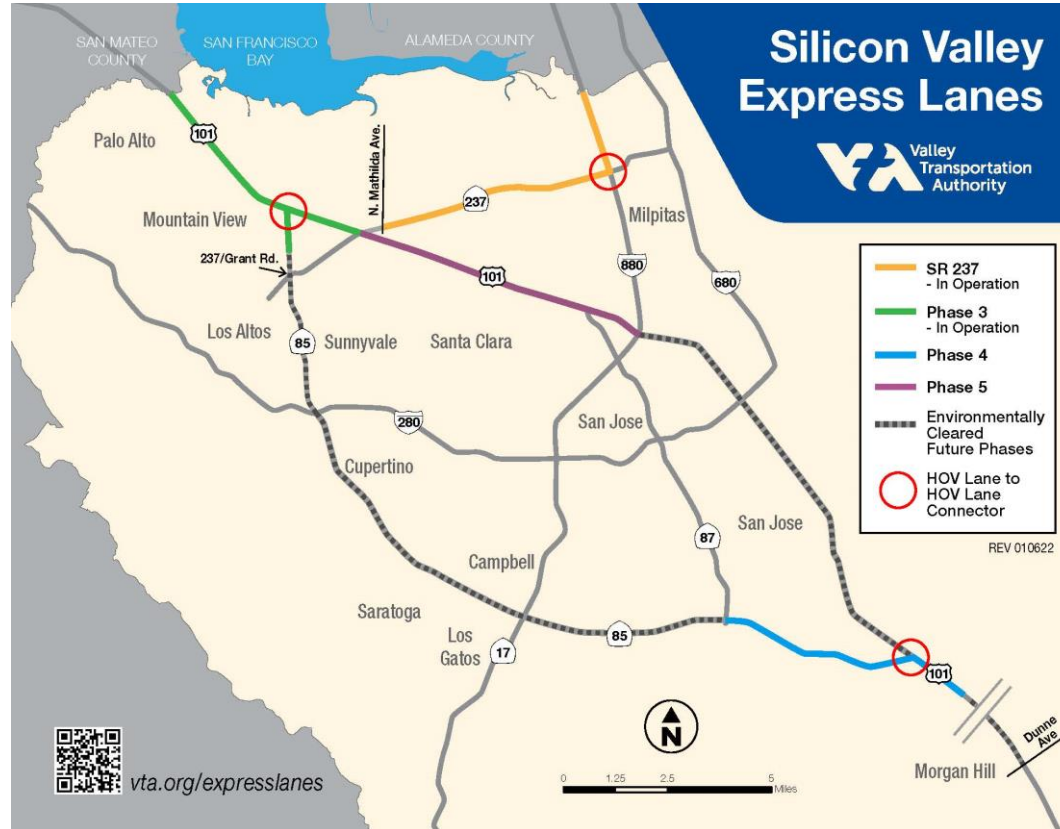 Silicon Valley
Express Lanes
VTA Valley
Transportation
Authority
SAN MATEO
COUNTY
SAN FRANCISCO
BAY
ALAMEDA COUNTY
101
Palo Alto
N. Mathilda Ave.
237
Mountain View
Milpitas
237/Grant Rd.
101
880
680
Los Altos
85
Sunnyvale
Santa Clara
280
San Jose
Cupertino
87
San Jose
Campbell
Saratoga
85
Los
Gatos
17
101
Dunne
Ave
Morgan Hill
SR 237
- In Operation
Phase 3
- In Operation
Phase 4
Phase 5
Environmentally
Cleared
Future Phases
HOV Lane to
HOV Lane
Connector
REV 010622
N
0 1.25 2.5 5
Miles
vta.org/expresslanes